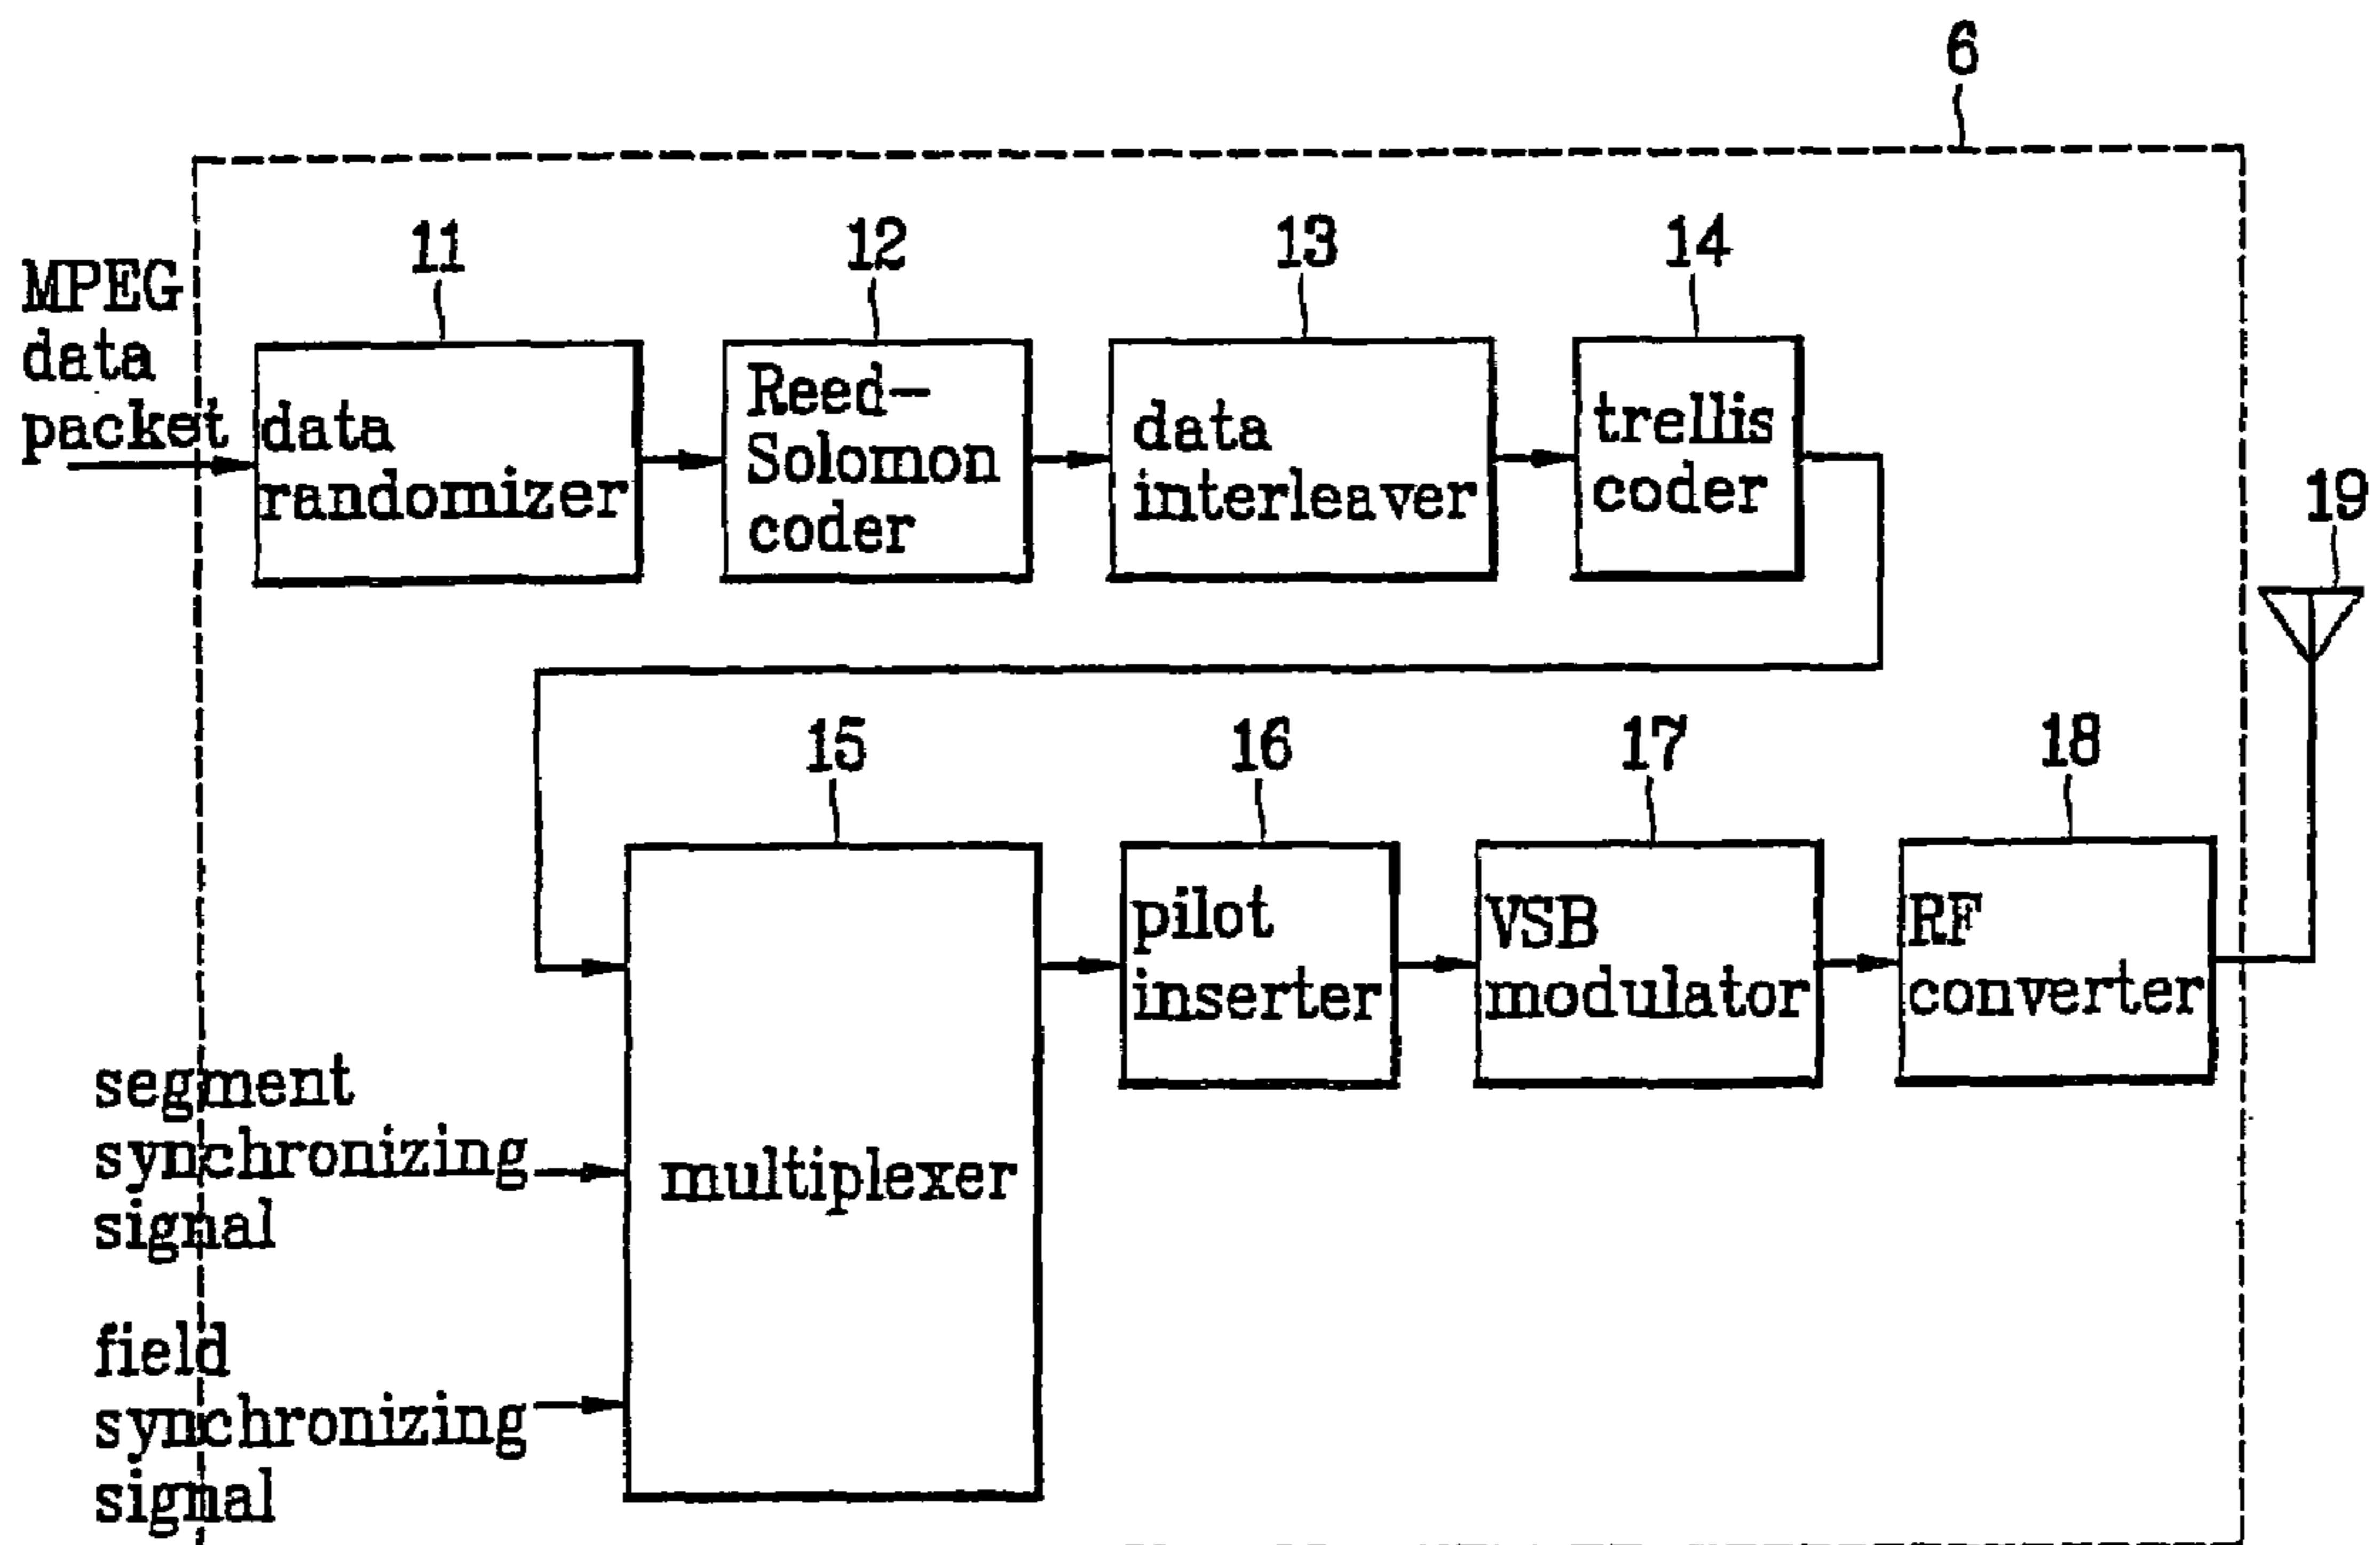 6
11
12
13
14
MPEG
data
packet
data
randomizer
Reed-
Solomon
coder
data
interleaver
trellis
coder
19
15
16
17
18
multiplexer
pilot
inserter
VSB
modulator
RF
converter
segment
synchronizing
signal
field
synchronizing
signal